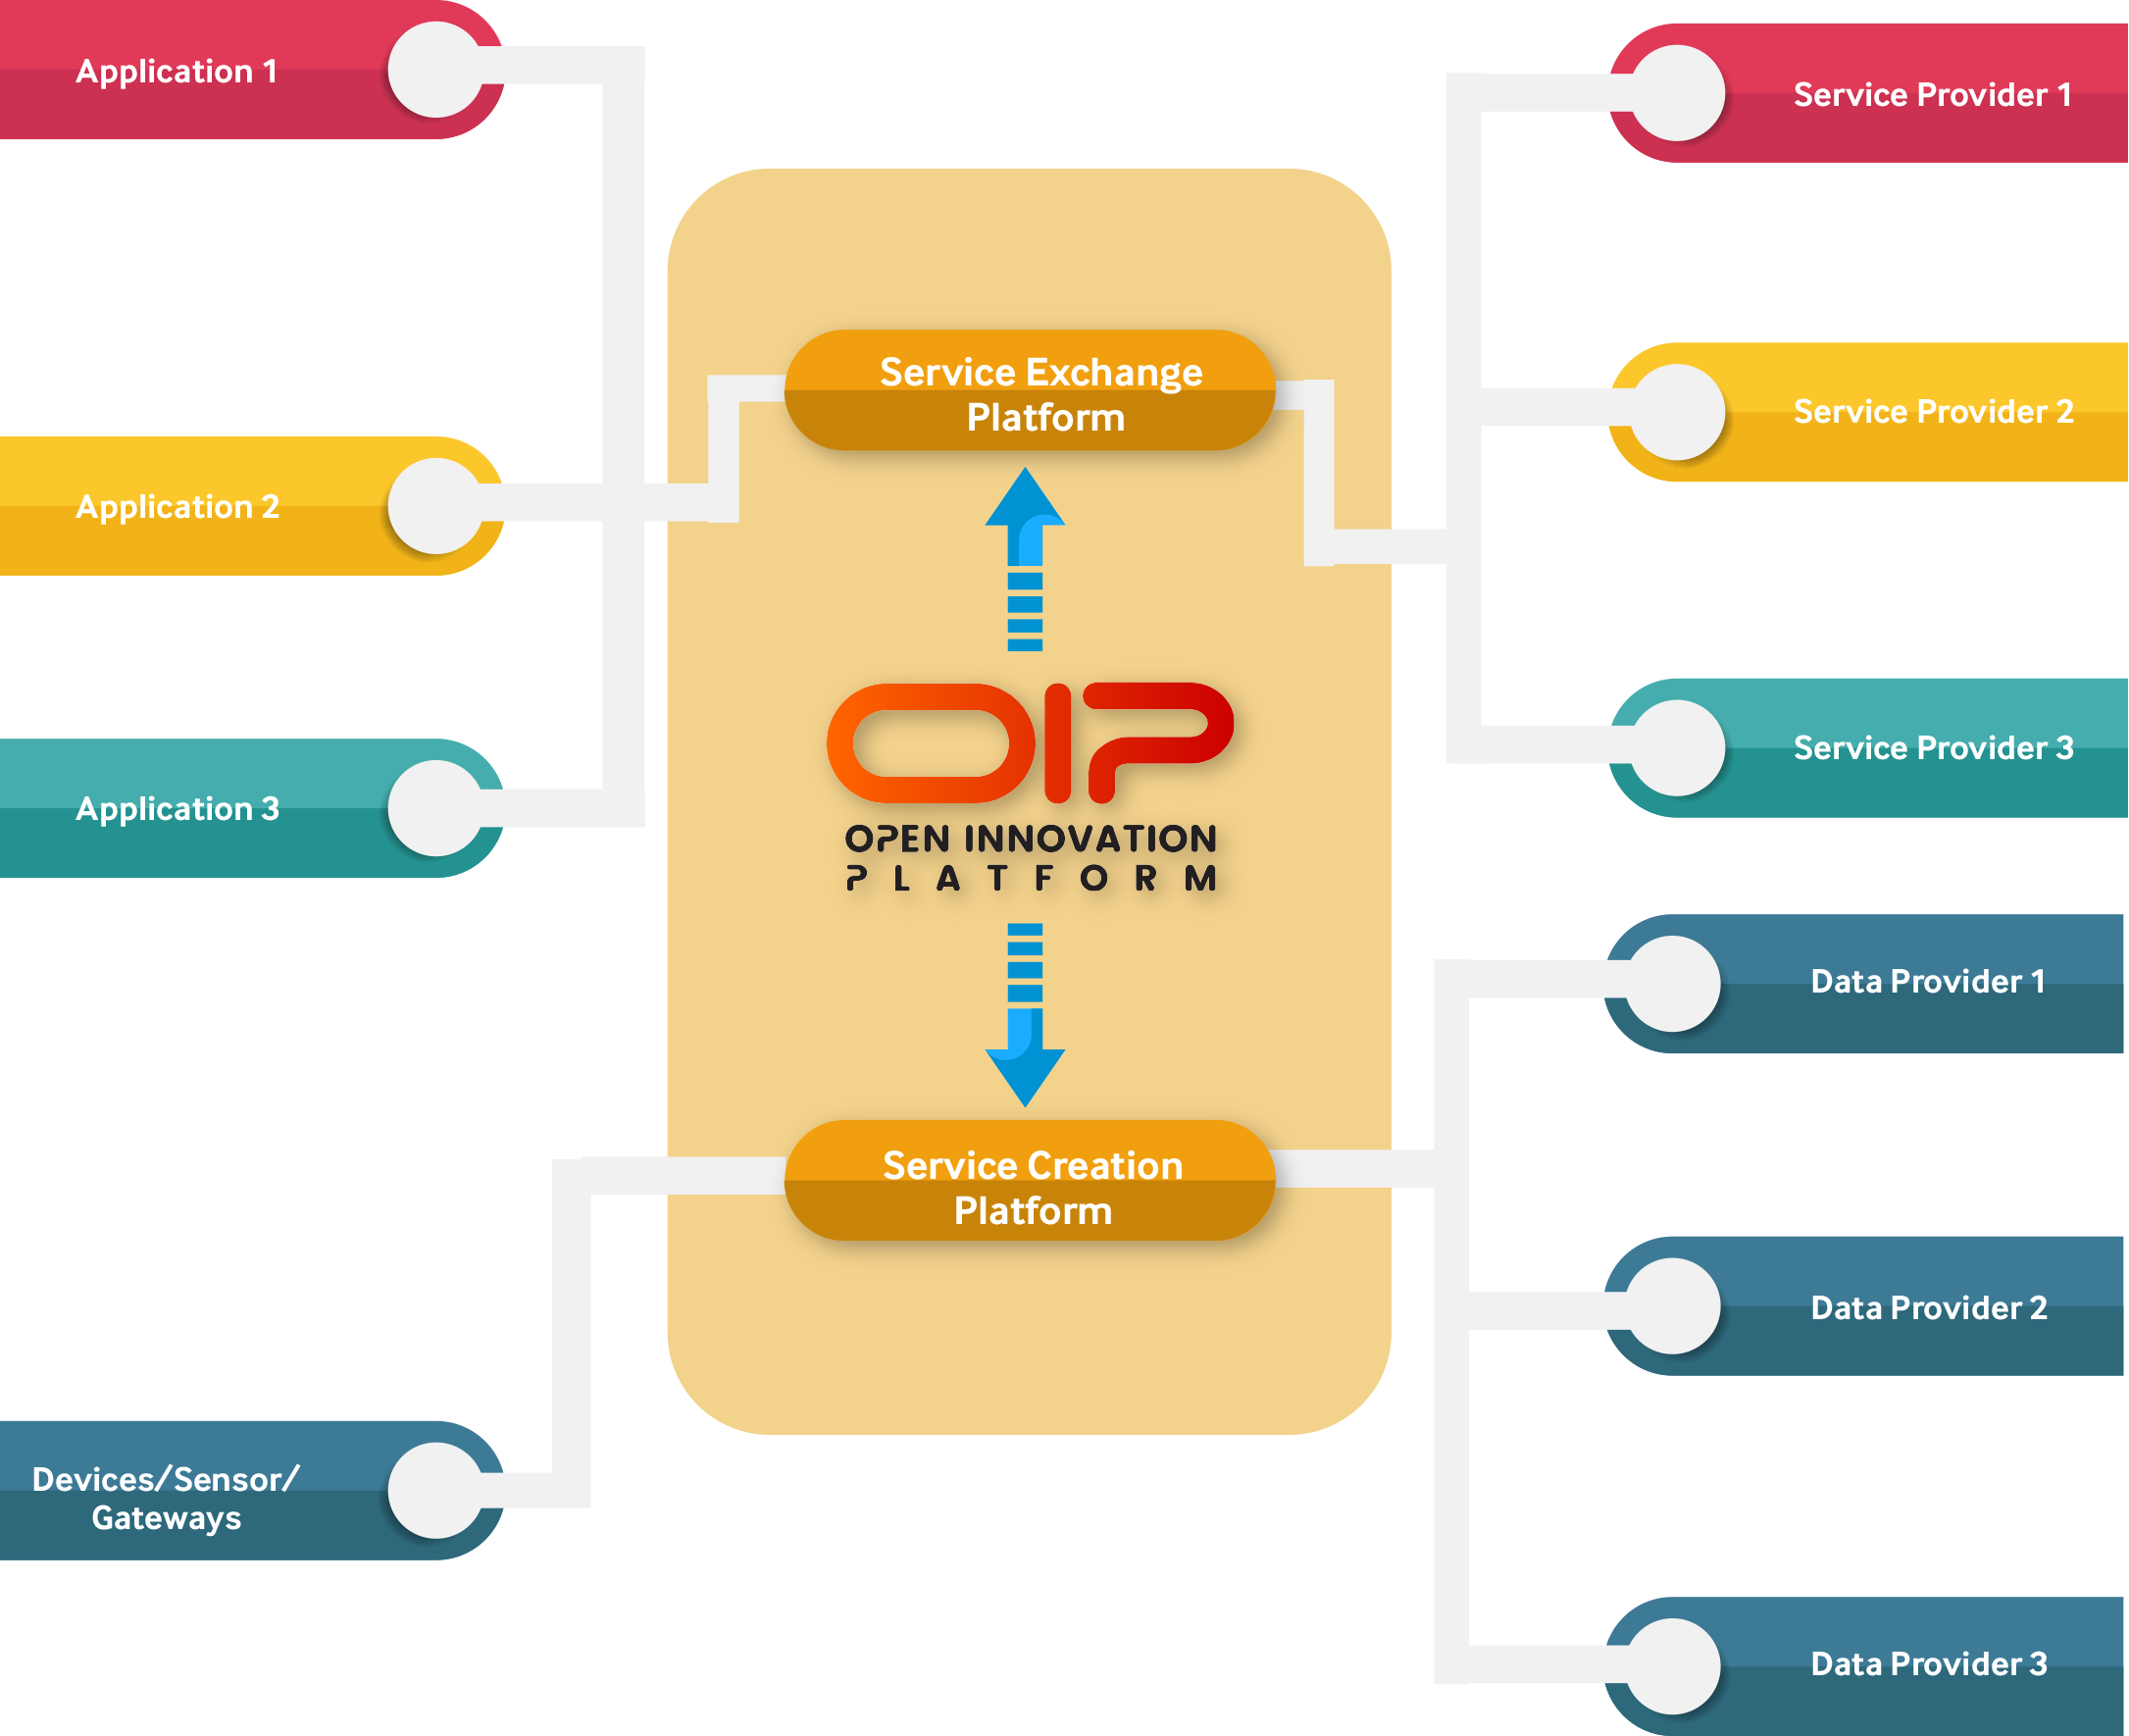 Application 1
Application 2
Application 3
Devices/Sensor/
Gateways
Service Exchange
Platform
OIP
OPEN INNOVATION
PLATFORM
Service Creation
Platform
Service Provider 1
Service Provider 2
Service Provider 3
Data Provider 1
Data Provider 2
Data Provider 3